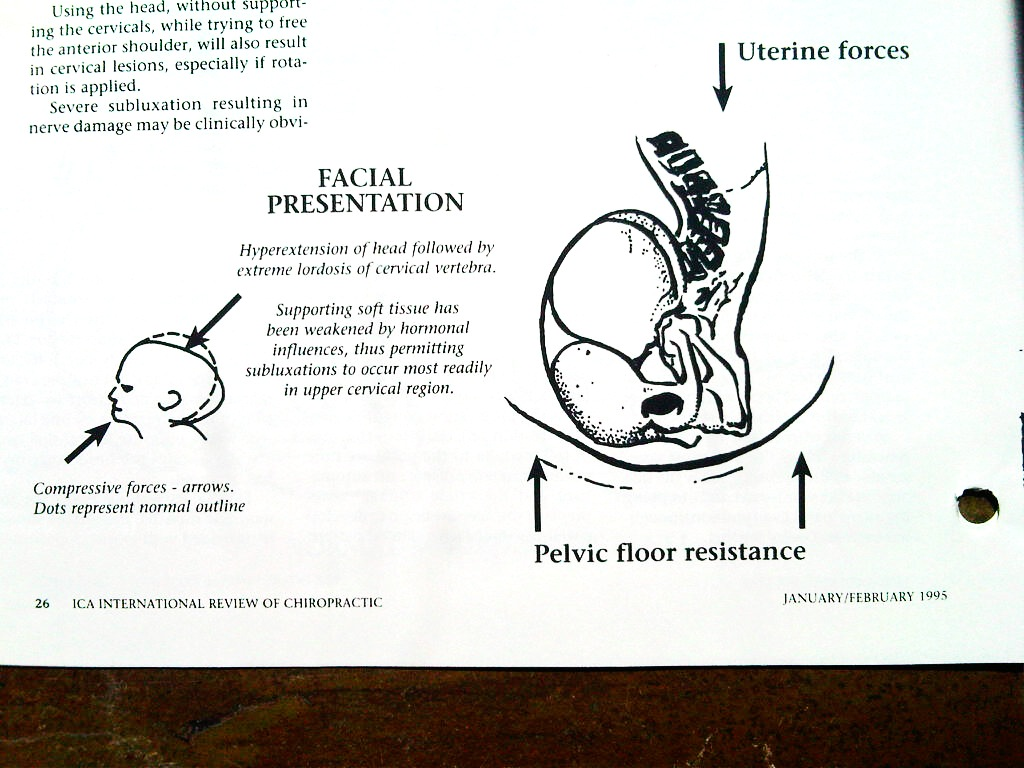 Using the head, without support-
ing the cervicals, while trying to free
the anterior shoulder, will also result
in cervical lesions, especially if rota-
tion is applied.
Severe subluxation resulting in
nerve damage may be clinically obvi-
Uterine forces
FACIAL
PRESENTATION
Hyperextension of head followed by
extreme lordosis of cervical vertebra.
Supporting soft tissue has
been weakened by hormonal
influences, thus permitting
subluxations to occur most readily
in upper cervical region.
Compressive forces - arrows.
Dots represent normal outline
Pelvic floor resistance
26 ICA INTERNATIONAL REVIEW OF CHIROPRACTIC
JANUARY/FEBRUARY 1995